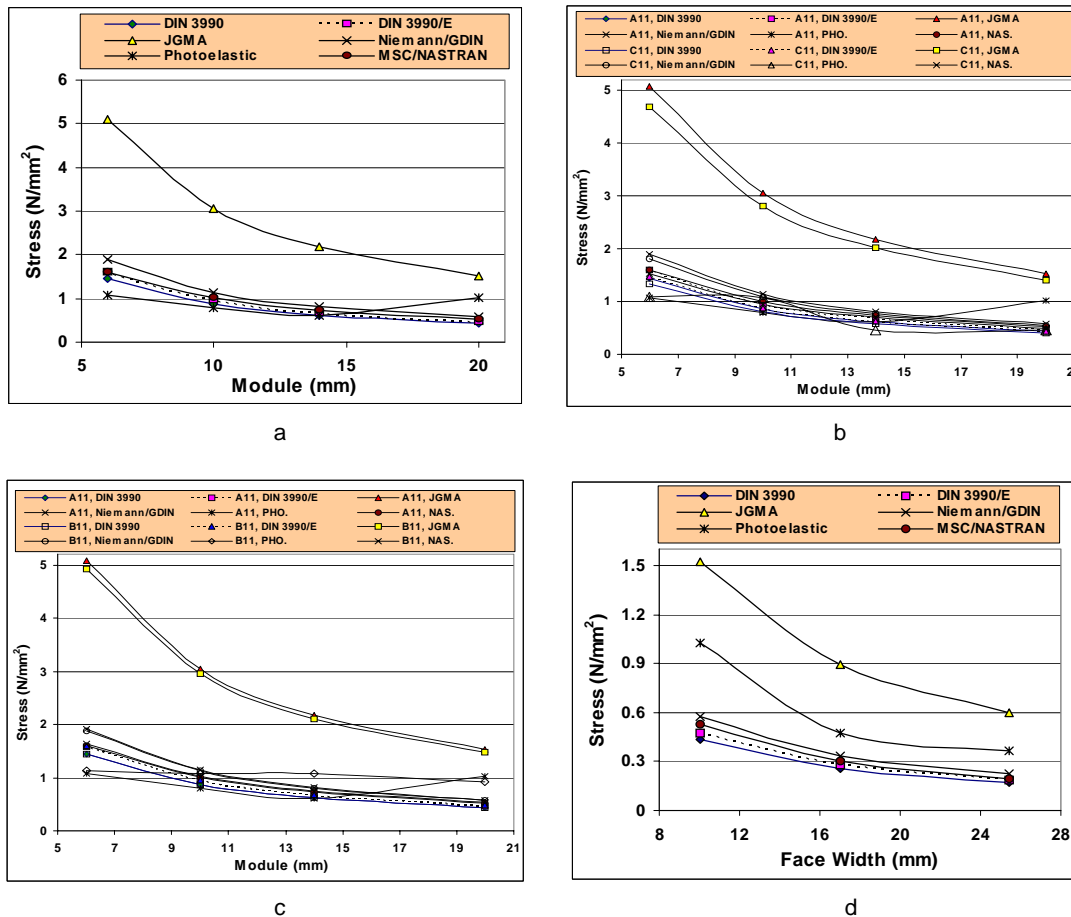 DIN 3990 DIN 3990/E
JGMA Niemann/GDIN
Photoelastic MSC/NASTRAN
6
5
4
3
2
1
0
5 10 15 20
Stress (N/mm²)
Module (mm)
a
A11, DIN 3990 A11, DIN 3990/E A11, JGMA
A11, Niemann/GDIN A11, PHO. A11, NAS.
C11, DIN 3990 C11, DIN 3990/E C11, JGMA
C11, Niemann/GDIN C11, PHO. C11, NAS.
5
4
3
2
1
0
5 7 9 11 13 15 17 19 21
Stress (N/mm²)
Module (mm)
b
A11, DIN 3990 A11, DIN 3990/E A11, JGMA
A11, Niemann/GDIN A11, PHO. A11, NAS.
B11, DIN 3990 B11, DIN 3990/E B11, JGMA
B11, Niemann/GDIN B11, PHO. B11, NAS.
5
4
3
2
1
0
5 7 9 11 13 15 17 19 21
Stress (N/mm²)
Module (mm)
c
DIN 3990 DIN 3990/E
JGMA Niemann/GDIN
Photoelastic MSC/NASTRAN
1.5
1.2
0.9
0.6
0.3
0
8 12 16 20 24 28
Stress (N/mm²)
Face Width (mm)
d